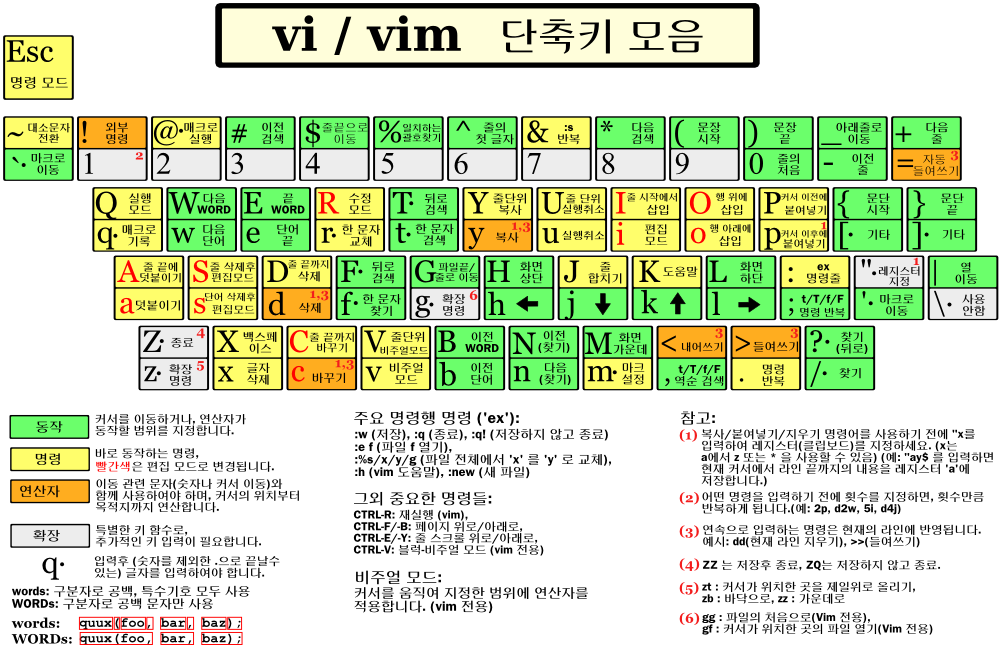 vi / vim 단축키 모음
Esc
명령 모드
~ 대소문자 전환
! 외부 명령
@· 매크로 실행
# 이전 검색
$ 줄끝으로 이동
% 일치하는 괄호찾기
^ 줄의 첫 글자
& :s 반복
* 다음 검색
( 문장 시작
) 문장 끝
_ 아래줄로 이동
+ 다음 줄
`· 마크로 이동
1 2
2
3
4
5
6
7
8
9
0 줄의 처음
- 이전 줄
= 자동 3 들여쓰기
Q 실행 모드
W 다음 WORD
E 끝 WORD
R 수정 모드
T· 뒤로 검색
Y 줄단위 복사
U 줄 단위 실행취소
I 줄 시작에서 삽입
O 행 위에 삽입
P 커서 이전에 붙여넣기
{ 문단 시작
} 문단 끝
q· 매크로 기록
w 다음 단어
e 단어 끝
r· 한 문자 교체
t· 한 문자 검색
y 복사 1,3
u 실행취소
i 편집 모드
o 행 아래에 삽입
p 커서 이후에 붙여넣기 1
[· 기타
]· 기타
A 줄 끝에 덧붙이기
S 줄 삭제후 편집모드
D 줄 끝까지 삭제
F· 뒤로 검색
G 파일끝/ 줄로 이동
H 화면 상단
J 줄 합치기
K 도움말
L 화면 하단
: ex 명령줄
"· 레지스터 지정 1
| 열 이동
a 덧붙이기
s 단어 삭제후 편집모드
d 삭제 1,3
f· 한 문자 찾기
g· 확장 명령 6
h ←
j ↓
k ↑
l →
; t/T/f/F 명령 반복
'· 마크로 이동
\· 사용 안함
Z· 종료 4
X 백스페이스
C 줄 끝까지 바꾸기
V 줄단위 비주얼모드
B 이전 WORD
N 이전 (찾기)
M 화면 가운데
< 내어쓰기 3
> 들여쓰기 3
?· 찾기 (뒤로)
z· 확장 명령 5
x 글자 삭제
c 바꾸기 1,3
v 비주얼 모드
b 이전 단어
n 다음 (찾기)
m· 마크 설정
, t/T/f/F 역순 검색
. 명령 반복
/· 찾기
동작
커서를 이동하거나, 연산자가
동작할 범위를 지정합니다.
명령
바로 동작하는 명령,
빨간색은 편집 모드로 변경됩니다.
연산자
이동 관련 문자(숫자나 커서 이동)와
함께 사용하여야 하며, 커서의 위치부터
목적지까지 연산합니다.
확장
특별한 키 함수로,
추가적인 키 입력이 필요합니다.
q·
입력후 (숫자를 제외한 .으로 끝날수
있는) 글자를 입력하여야 합니다.
words: 구분자로 공백, 특수기호 모두 사용
WORDs: 구분자로 공백 문자만 사용
words: quux(foo, bar, baz);
WORDs: quux(foo, bar, baz);
주요 명령행 명령 ('ex'):
:w (저장), :q (종료), :q! (저장하지 않고 종료)
:e f (파일 f 열기),
:%s/x/y/g (파일 전체에서 'x' 를 'y' 로 교체),
:h (vim 도움말), :new (새 파일)
그외 중요한 명령들:
CTRL-R: 재실행 (vim),
CTRL-F/-B: 페이지 위로/아래로,
CTRL-E/-Y: 줄 스크롤 위로/아래로,
CTRL-V: 블럭-비주얼 모드 (vim 전용)
비주얼 모드:
커서를 움직여 지정한 범위에 연산자를
적용합니다. (vim 전용)
참고:
(1) 복사/붙여넣기/지우기 명령어를 사용하기 전에 "x를
입력하여 레지스터(클립보드)를 지정하세요. (x는
a에서 z 또는 * 을 사용할 수 있음) (예: "ay$ 를 입력하면
현재 커서에서 라인 끝까지의 내용을 레지스터 'a'에
저장합니다.)
(2) 어떤 명령을 입력하기 전에 횟수를 지정하면, 횟수만큼
반복하게 됩니다.(예: 2p, d2w, 5i, d4j)
(3) 연속으로 입력하는 명령은 현재의 라인에 반영됩니다.
예시: dd(현재 라인 지우기), >>(들여쓰기)
(4) ZZ 는 저장후 종료, ZQ는 저장하지 않고 종료.
(5) zt : 커서가 위치한 곳을 제일위로 올리기,
zb : 바닥으로, zz : 가운데로
(6) gg : 파일의 처음으로(Vim 전용),
gf : 커서가 위치한 곳의 파일 열기(Vim 전용)